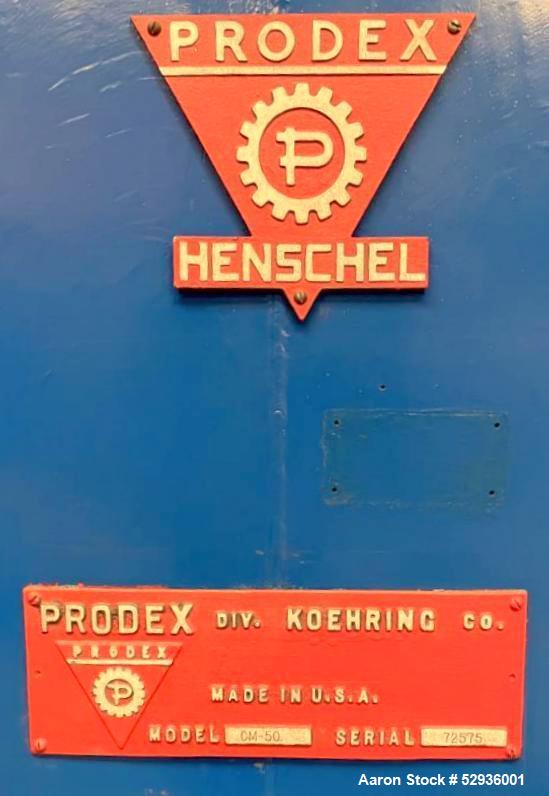 PRODEX
P
HENSCHEL
PRODEX DIV. KOEHRING CO.
PRODEX
P
MADE IN U.S.A.
MODEL CM-50 SERIAL 72575
Aaron Stock # 52936001